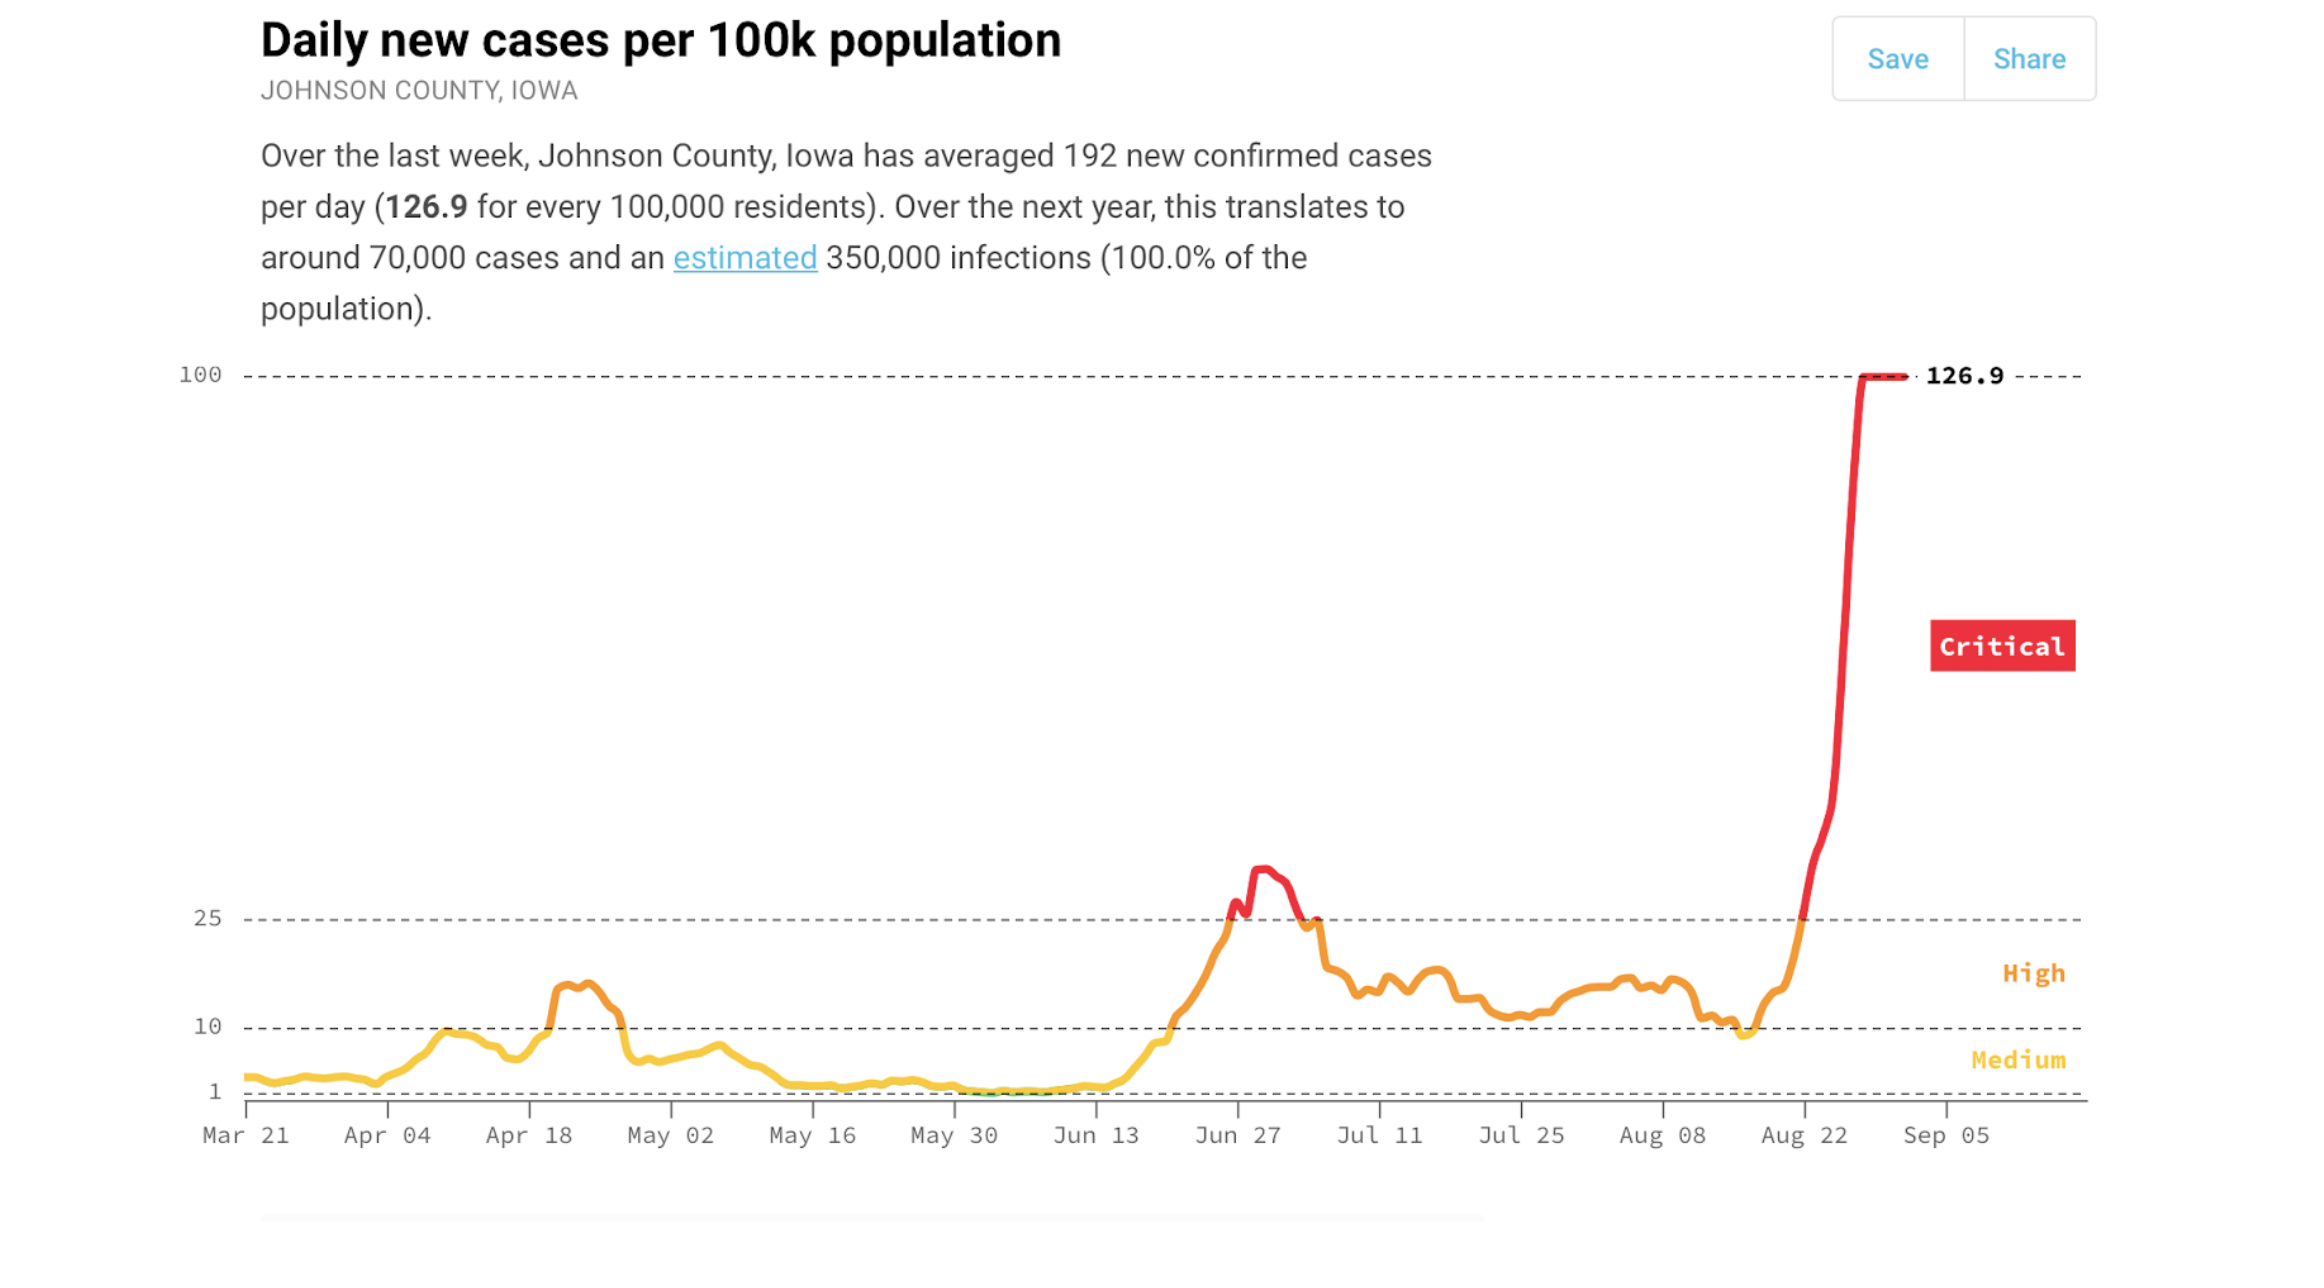 Daily new cases per 100k population
Save
Share
JOHNSON COUNTY, IOWA
Over the last week, Johnson County, Iowa has averaged 192 new confirmed cases
per day (126.9 for every 100,000 residents). Over the next year, this translates to
around 70,000 cases and an estimated 350,000 infections (100.0% of the
population).
100
126.9
Critical
25
High
10
Medium
1
Mar 21 Apr 04 Apr 18 May 02 May 16 May 30 Jun 13 Jun 27 Jul 11 Jul 25 Aug 08 Aug 22 Sep 05